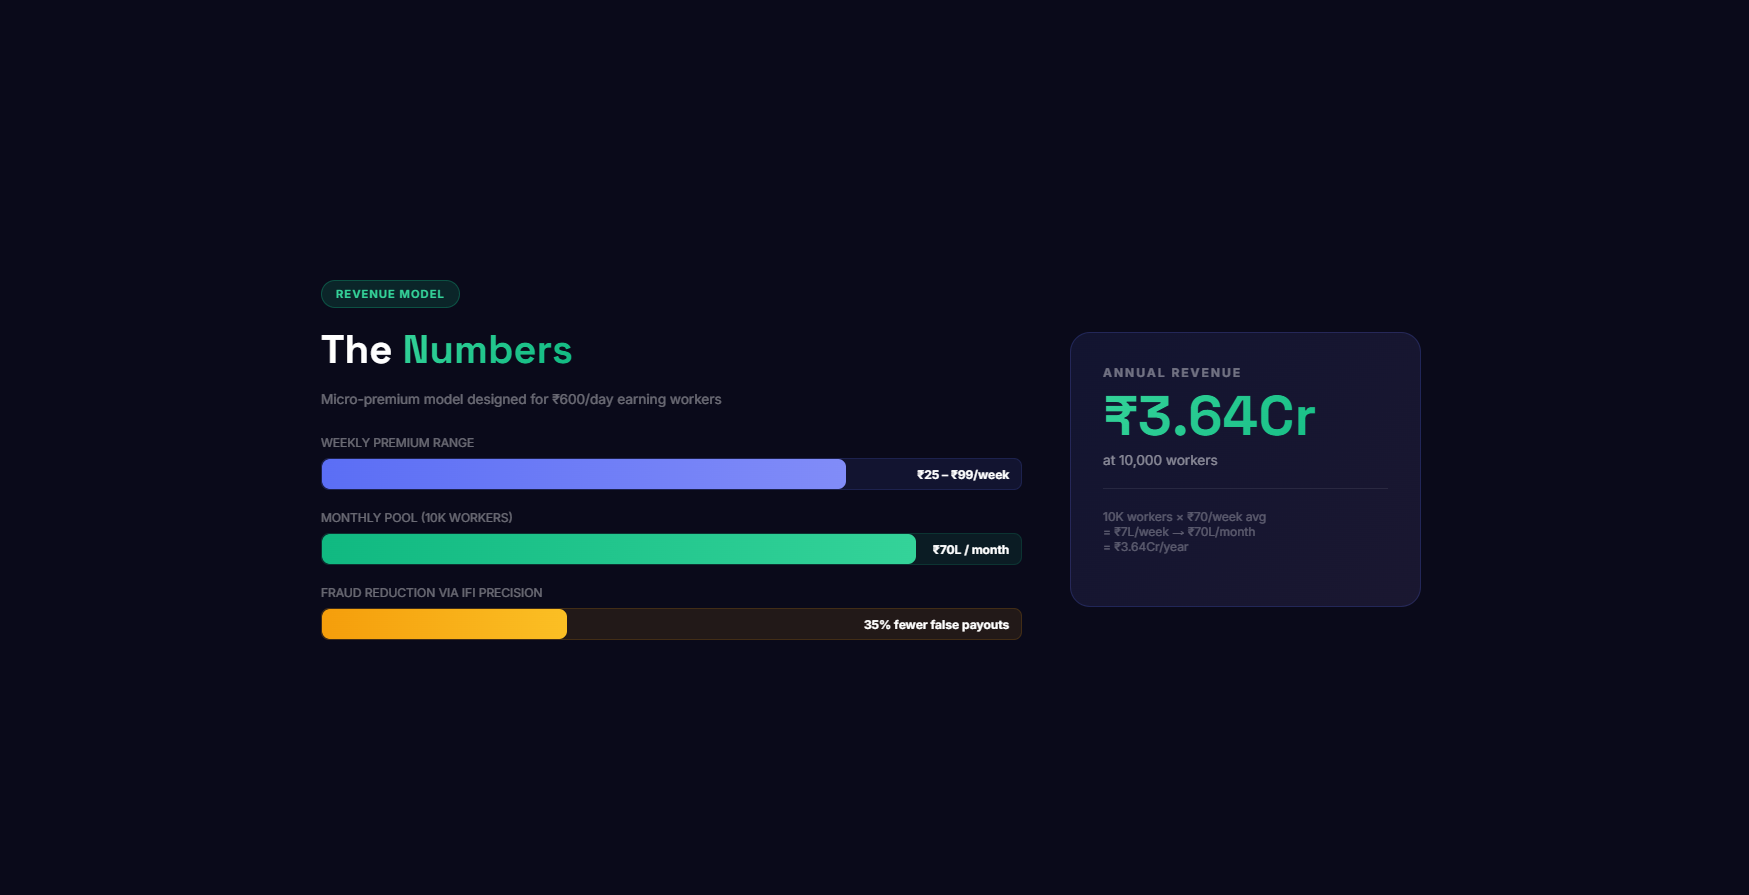 REVENUE MODEL
The Numbers
Micro-premium model designed for ₹600/day earning workers
WEEKLY PREMIUM RANGE
₹25 – ₹99/week
MONTHLY POOL (10K WORKERS)
₹70L / month
FRAUD REDUCTION VIA IFI PRECISION
35% fewer false payouts
ANNUAL REVENUE
₹3.64Cr
at 10,000 workers
10K workers × ₹70/week avg
= ₹7L/week → ₹70L/month
= ₹3.64Cr/year